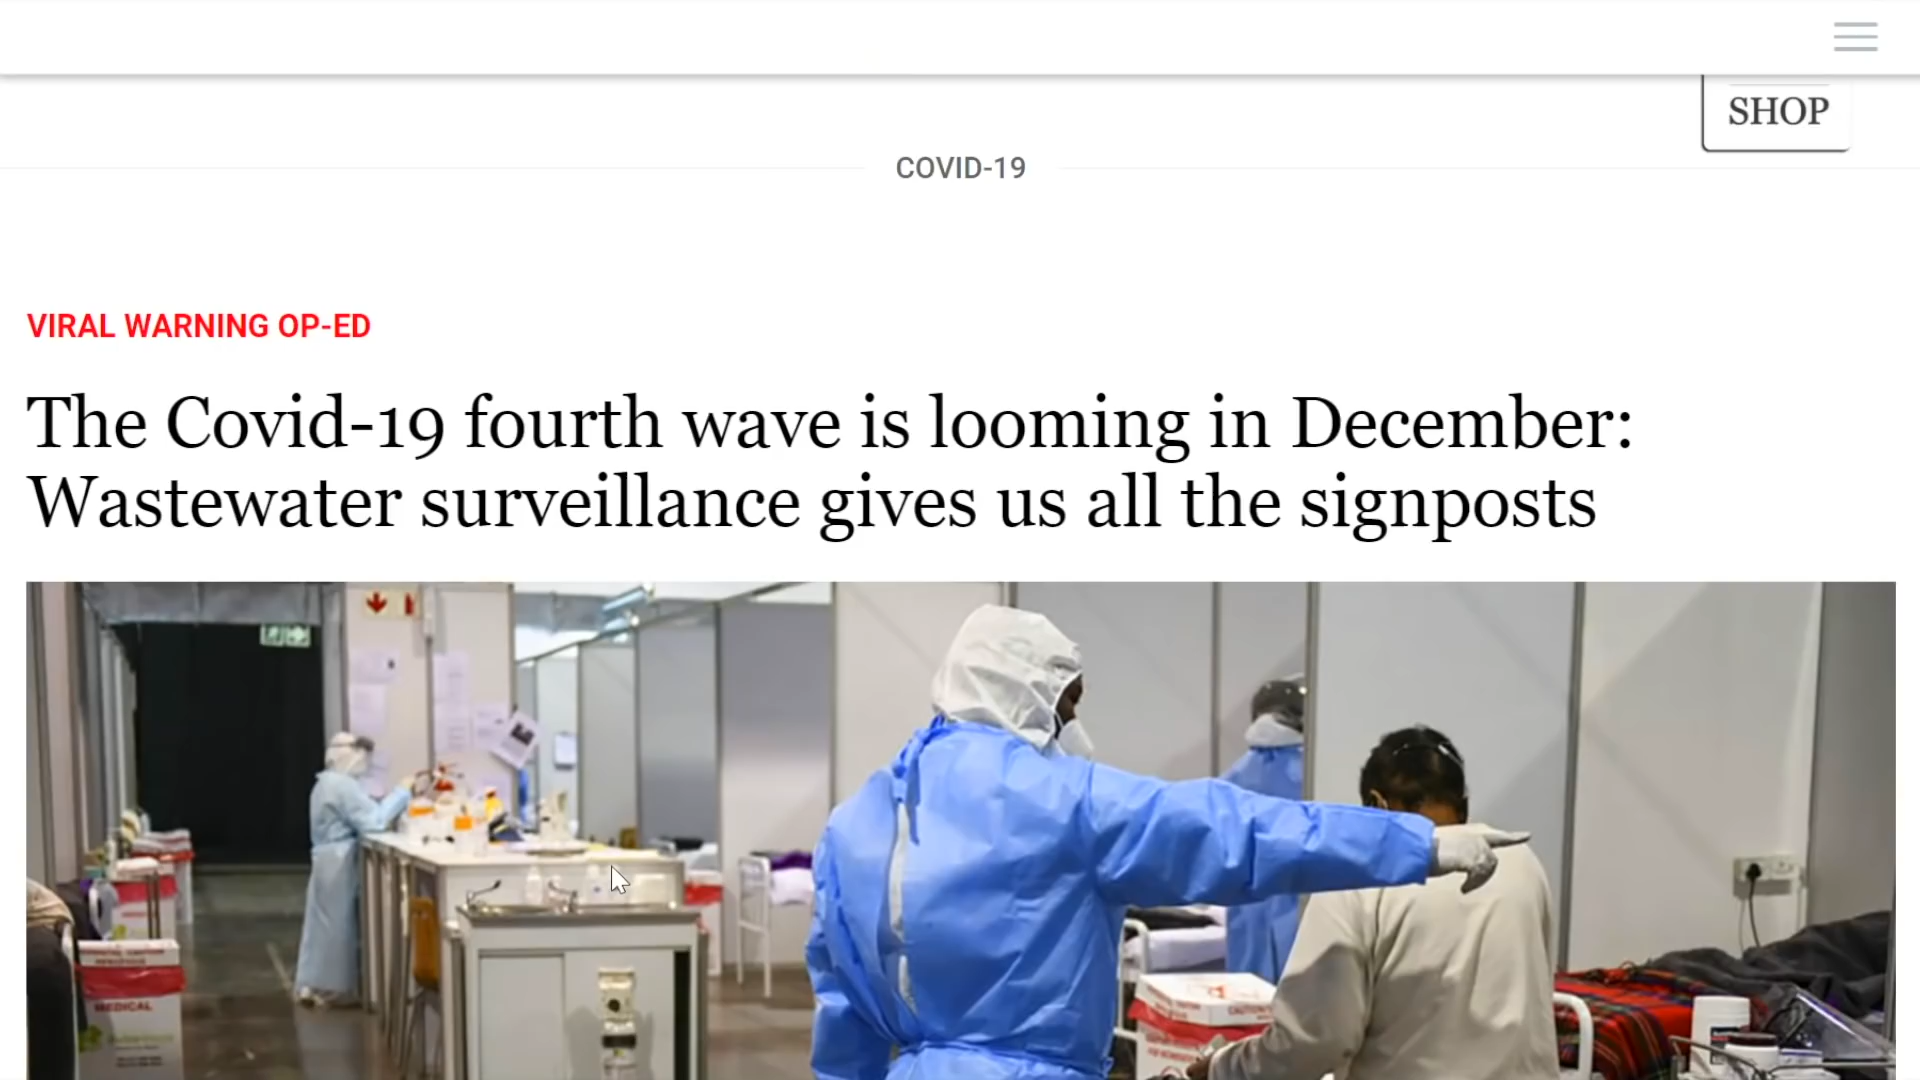 SHOP
COVID-19
VIRAL WARNING OP-ED
The Covid-19 fourth wave is looming in December:
Wastewater surveillance gives us all the signposts
MEDICAL